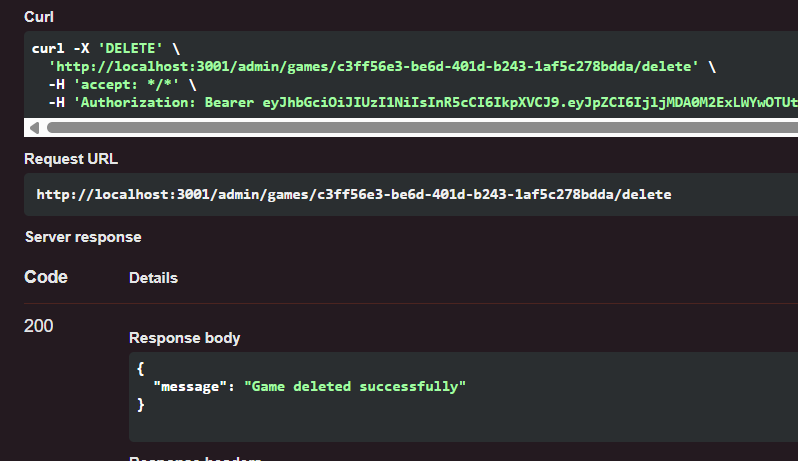 Curl
curl -X 'DELETE' \
'http://localhost:3001/admin/games/c3ff56e3-be6d-401d-b243-1af5c278bdda/delete' \
-H 'accept: */*' \
-H 'Authorization: Bearer eyJhbGciOiJIUzI1NiIsInR5cCI6IkpXVCJ9.eyJpZCI6IjljMDA0M2ExLWYwOTUt
Request URL
http://localhost:3001/admin/games/c3ff56e3-be6d-401d-b243-1af5c278bdda/delete
Server response
Code Details
200
Response body
{
"message": "Game deleted successfully"
}
Response headers